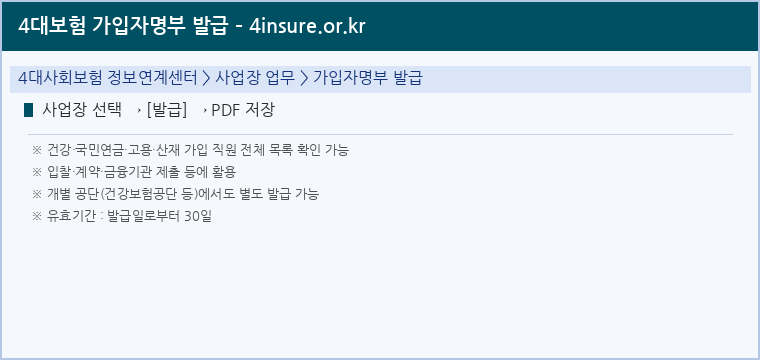 4대보험 가입자명부 발급 - 4insure.or.kr
4대사회보험 정보연계센터 > 사업장 업무 > 가입자명부 발급
사업장 선택 → [발급] → PDF 저장
※ 건강·국민연금·고용·산재 가입 직원 전체 목록 확인 가능
※ 입찰·계약·금융기관 제출 등에 활용
※ 개별 공단(건강보험공단 등)에서도 별도 발급 가능
※ 유효기간 : 발급일로부터 30일